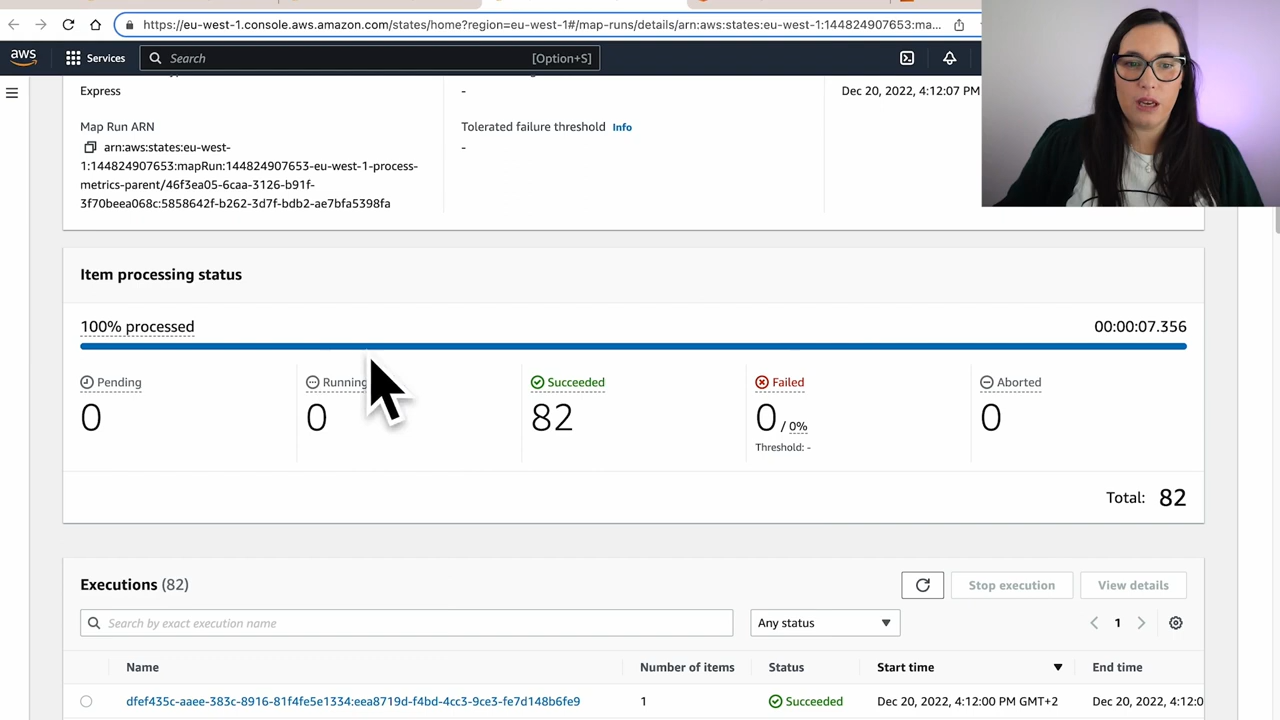 https://eu-west-1.console.aws.amazon.com/states/home?region=eu-west-1#/map-runs/details/arn:aws:states:eu-west-1:144824907653:ma...
aws
Services
Search
[Option+S]
Express
-
Dec 20, 2022, 4:12:07 PM
Map Run ARN
Tolerated failure threshold Info
arn:aws:states:eu-west-
-
1:144824907653:mapRun:144824907653-eu-west-1-process-
metrics-parent/46f3ea05-6caa-3126-b91f-
3f70beea068c:5858642f-b262-3d7f-bdb2-ae7bfa5398fa
Item processing status
100% processed
00:00:07.356
Pending
Running
Succeeded
Failed
Aborted
0
0
82
0 / 0%
0
Threshold: -
Total: 82
Executions (82)
Stop execution
View details
Search by exact execution name
Any status
1
Name
Number of items
Status
Start time
End time
dfef435c-aaee-383c-8916-81f4fe5e1334:eea8719d-f4bd-4cc3-9ce3-fe7d148b6fe9
1
Succeeded
Dec 20, 2022, 4:12:00 PM GMT+2
Dec 20, 2022, 4:12:0